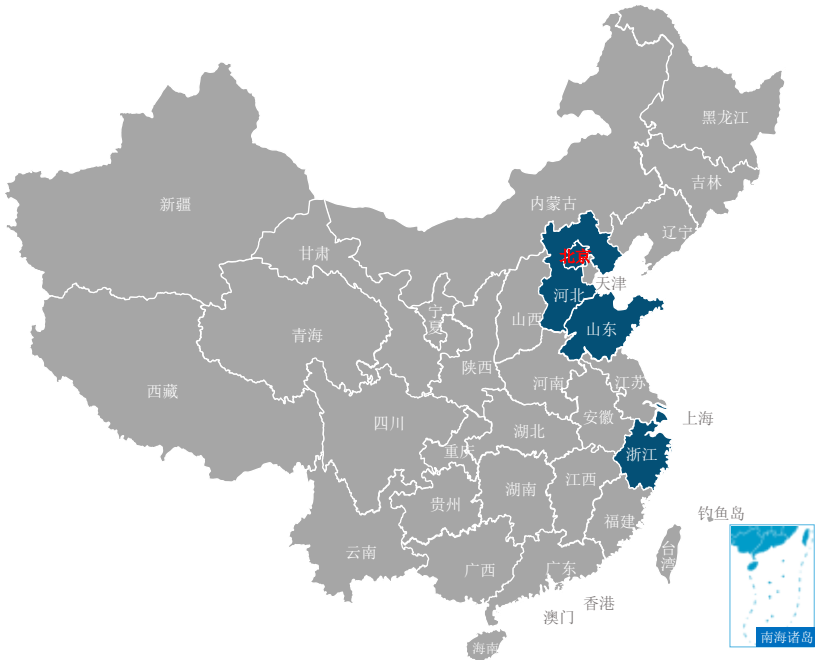 黑龙江
吉林
新疆
内蒙古
辽宁
甘肃
北京
天津
河北
宁夏
山西
山东
青海
陕西
河南
江苏
西藏
安徽
上海
四川
湖北
重庆
浙江
江西
湖南
贵州
钓鱼岛
福建
云南
台湾
广西
广东
香港
澳门
南海诸岛
海南